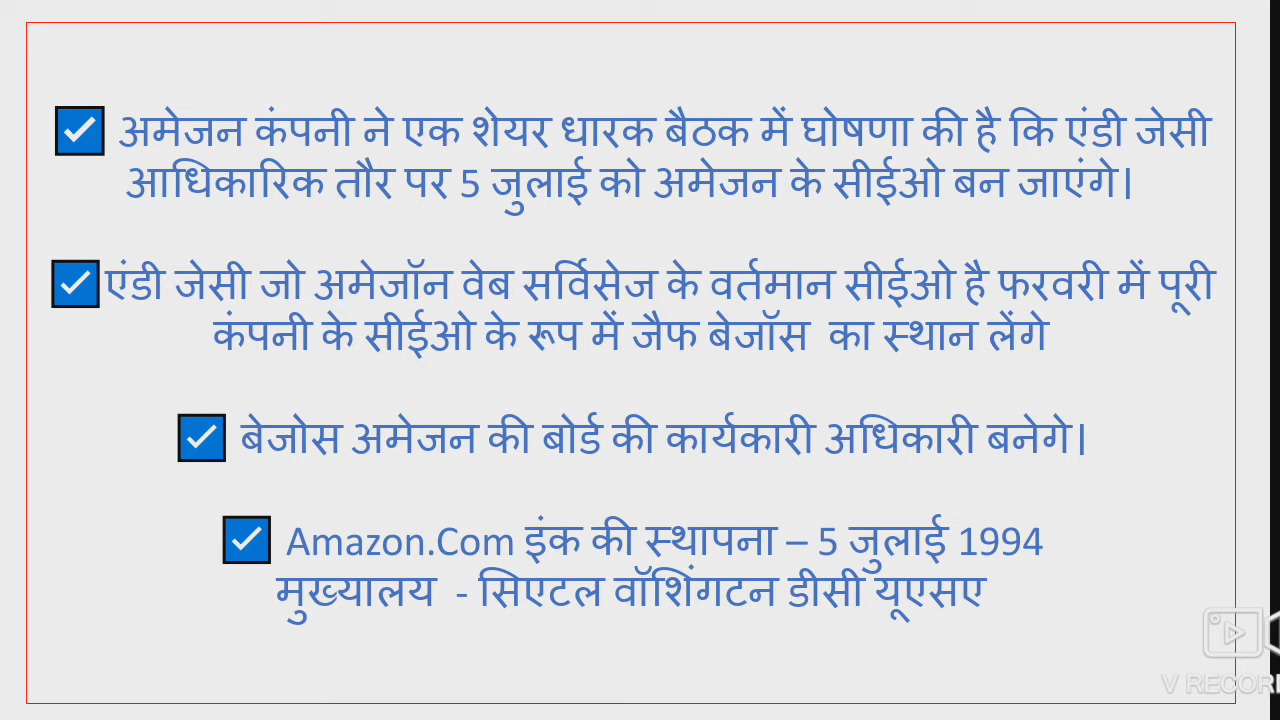 अमेजन कंपनी ने एक शेयर धारक बैठक में घोषणा की है कि एंडी जेसी
आधिकारिक तौर पर 5 जुलाई को अमेजन के सीईओ बन जाएंगे।
एंडी जेसी जो अमेजॉन वेब सर्विसेज के वर्तमान सीईओ है फरवरी में पूरी
कंपनी के सीईओ के रूप में जैफ बेजॉस का स्थान लेंगे
बेजोस अमेजन की बोर्ड की कार्यकारी अधिकारी बनेगे।
Amazon.Com इंक की स्थापना – 5 जुलाई 1994
मुख्यालय - सिएटल वॉशिंगटन डीसी यूएसए
V RECOR